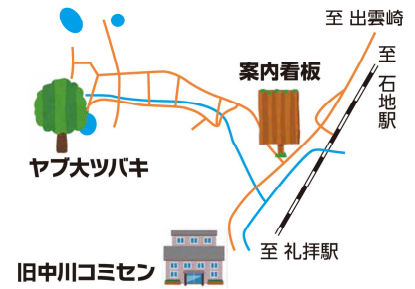 至 出雲崎
至 石地駅
案内看板
ヤブ大ツバキ
至 礼拝駅
旧中川コミセン